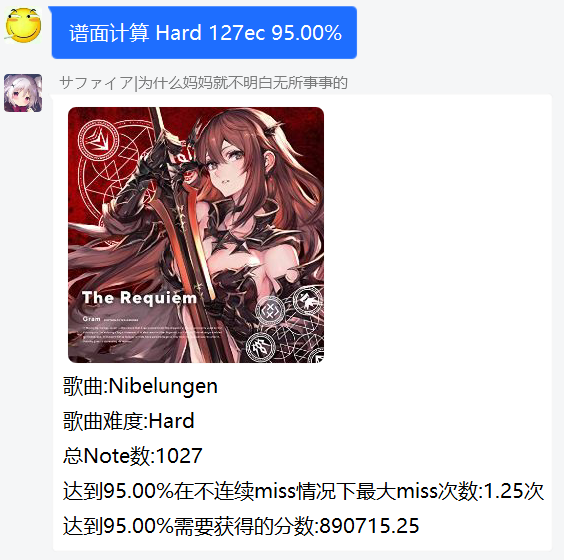 谱面计算 Hard 127ec 95.00%
サファイア|为什么妈妈就不明白无所事事的
The Requiem
Gram
歌曲:Nibelungen
歌曲难度:Hard
总Note数:1027
达到95.00%在不连续miss情况下最大miss次数:1.25次
达到95.00%需要获得的分数:890715.25